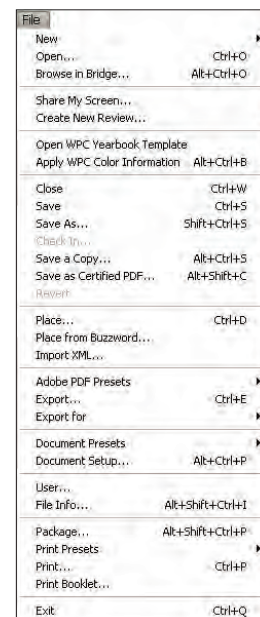 File
New
Open... Ctrl+O
Browse in Bridge... Alt+Ctrl+O
Share My Screen...
Create New Review...
Open WPC Yearbook Template
Apply WPC Color Information Alt+Ctrl+B
Close Ctrl+W
Save Ctrl+S
Save As... Shift+Ctrl+S
Check In...
Save a Copy... Alt+Ctrl+S
Save as Certified PDF... Alt+Shift+C
Revert
Place... Ctrl+D
Place from Buzzword...
Import XML...
Adobe PDF Presets
Export... Ctrl+E
Export for
Document Presets
Document Setup... Alt+Ctrl+P
User...
File Info... Alt+Shift+Ctrl+I
Package... Alt+Shift+Ctrl+P
Print Presets
Print... Ctrl+P
Print Booklet...
Exit Ctrl+Q